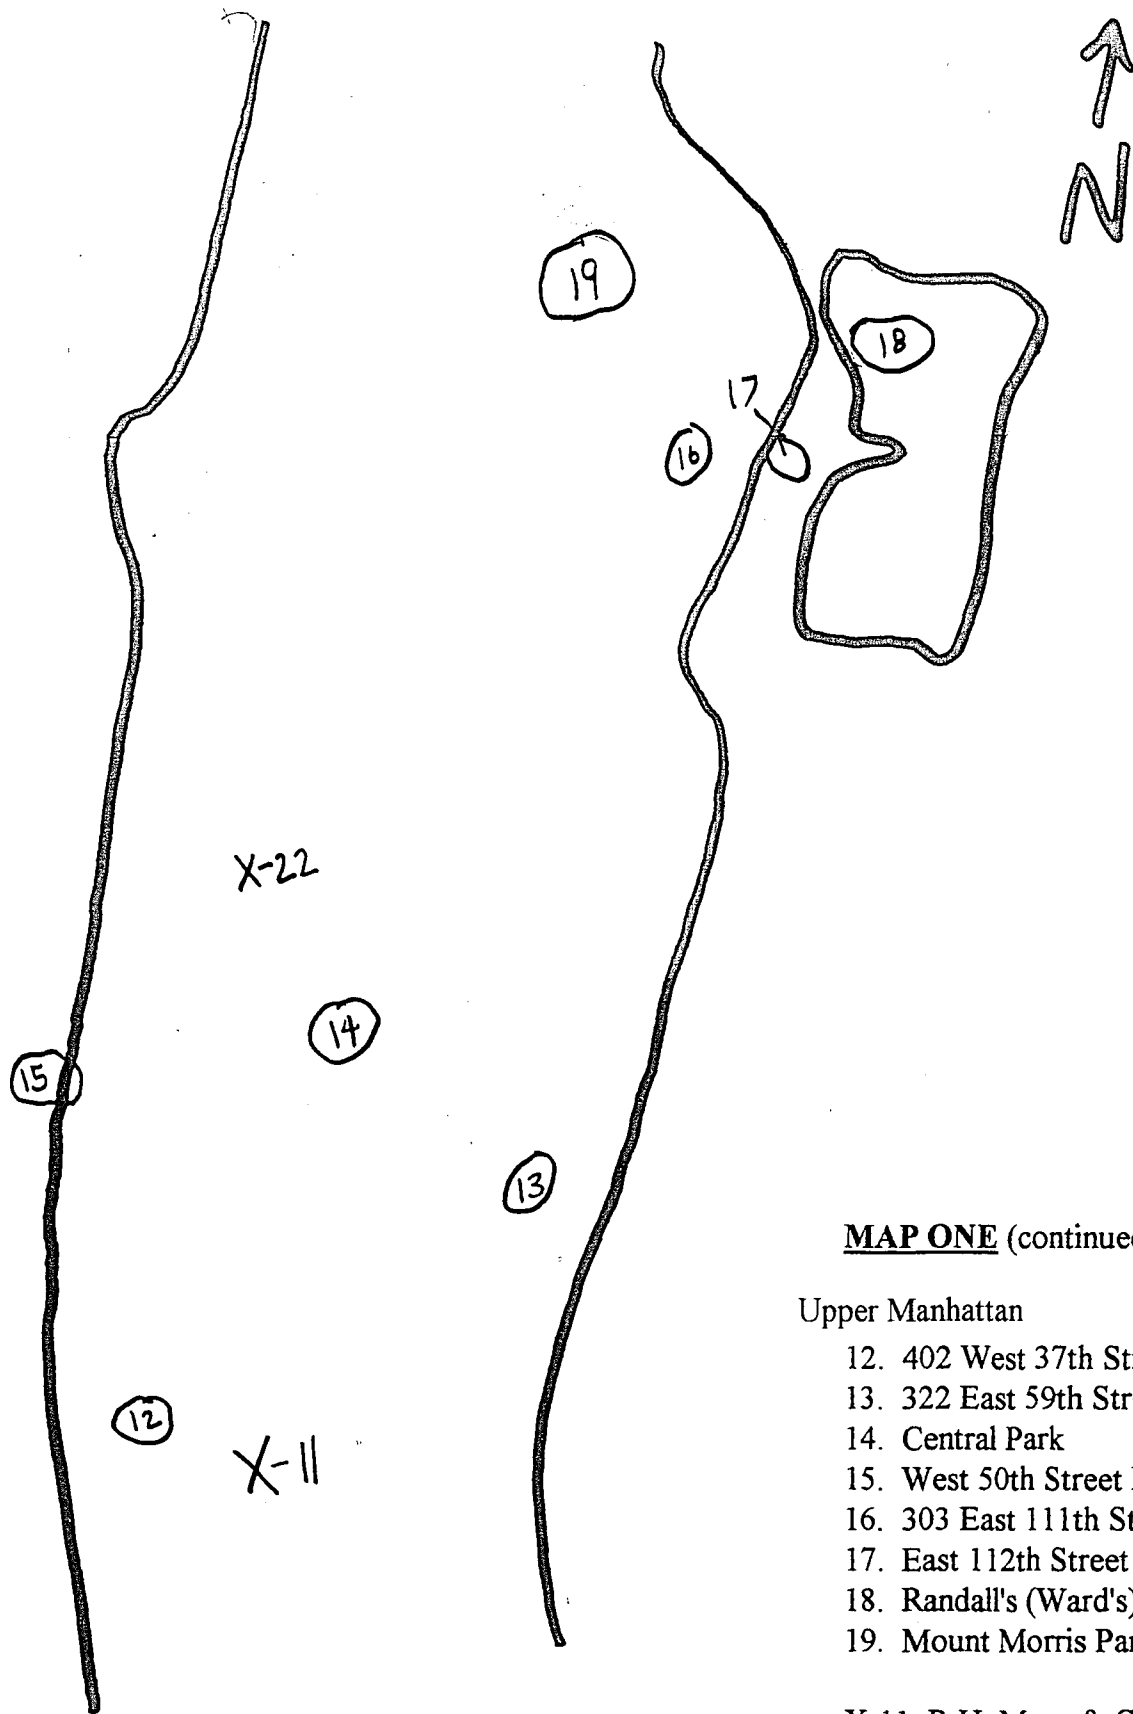 N
19
18
17
16
X-22
14
15
13
12
X-11
MAP ONE (continue
Upper Manhattan
12. 402 West 37th St
13. 322 East 59th Str
14. Central Park
15. West 50th Street
16. 303 East 111th St
17. East 112th Street
18. Randall's (Ward's)
19. Mount Morris Pa